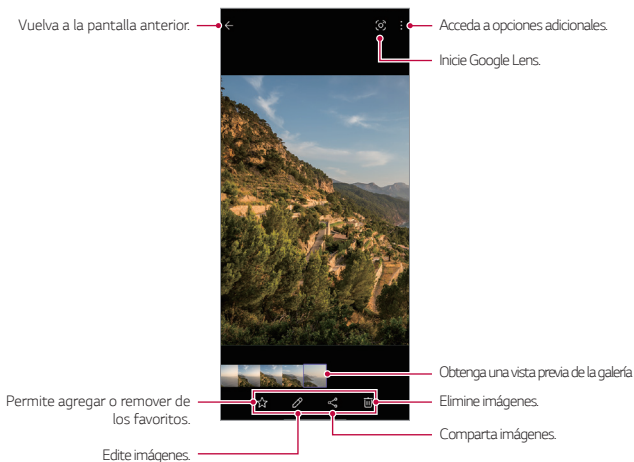 Vuelva a la pantalla anterior.
Acceda a opciones adicionales.
Inicie Google Lens.
Obtenga una vista previa de la galería
Permite agregar o remover de
los favoritos.
Elimine imágenes.
Comparta imágenes.
Edite imágenes.